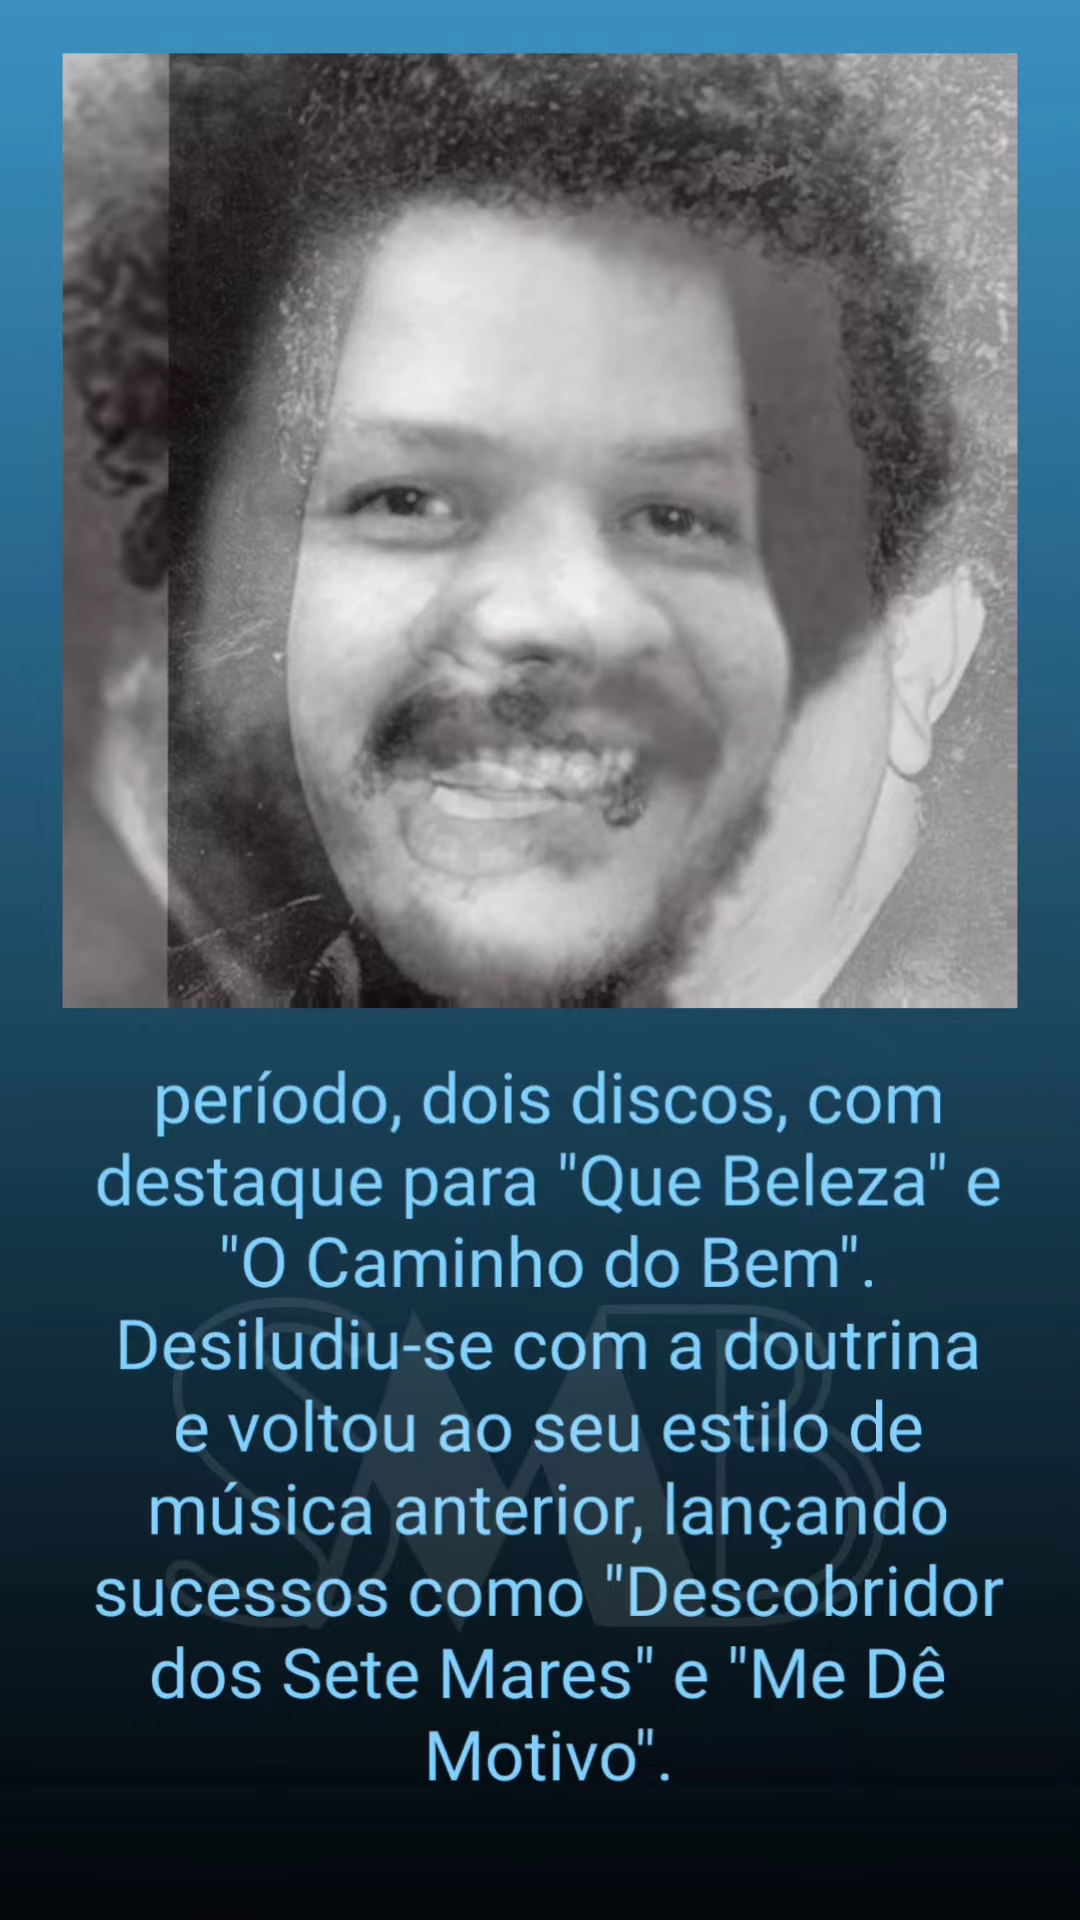 período, dois discos, com
destaque para "Que Beleza" e
"O Caminho do Bem".
Desiludiu-se com a doutrina
e voltou ao seu estilo de
música anterior, lançando
sucessos como "Descobridor
dos Sete Mares" e "Me Dê
Motivo".
SMB